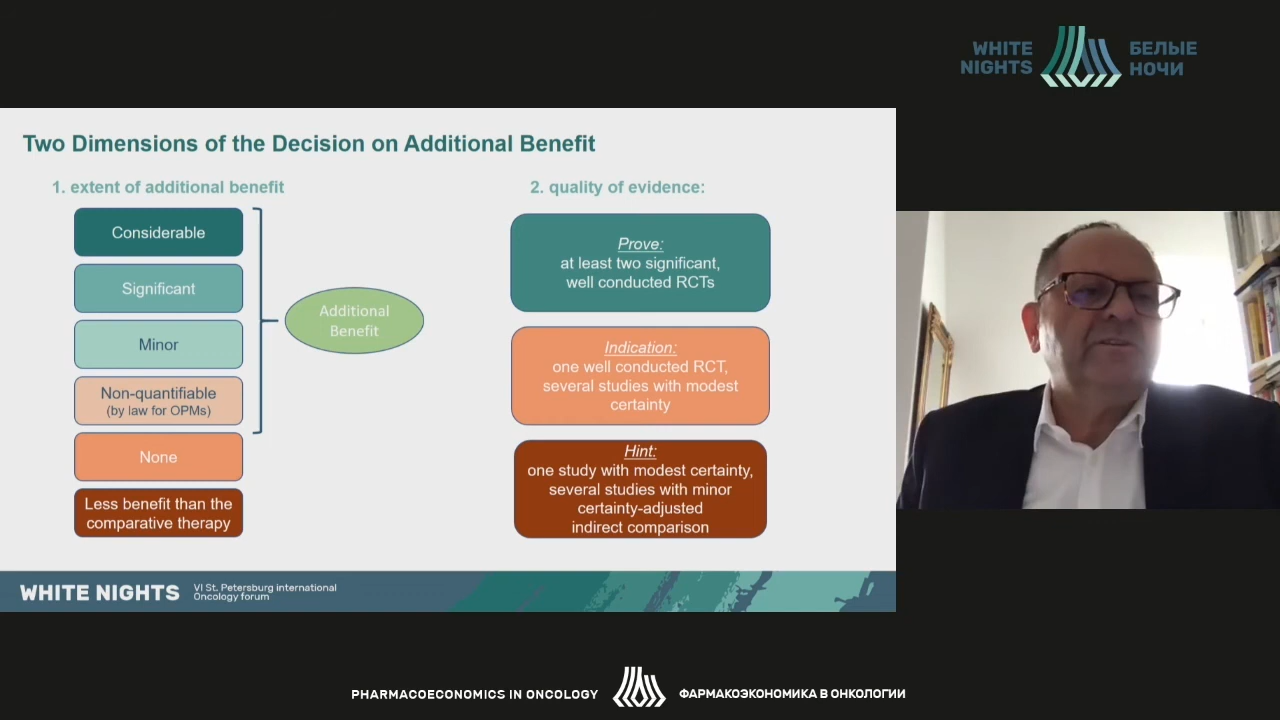 WHITE
NIGHTS
БЕЛЫЕ
НОЧИ
Two Dimensions of the Decision on Additional Benefit
1. extent of additional benefit
Considerable
Significant
Minor
Non-quantifiable
(by law for OPMs)
None
Less benefit than the
comparative therapy
Additional
Benefit
2. quality of evidence:
Prove:
at least two significant,
well conducted RCTs
Indication:
one well conducted RCT,
several studies with modest
certainty
Hint:
one study with modest certainty,
several studies with minor
certainty-adjusted
indirect comparison
WHITE NIGHTS
VI St. Petersburg international
Oncology forum
PHARMACOECONOMICS IN ONCOLOGY
ФАРМАКОЭКОНОМИКА В ОНКОЛОГИИ